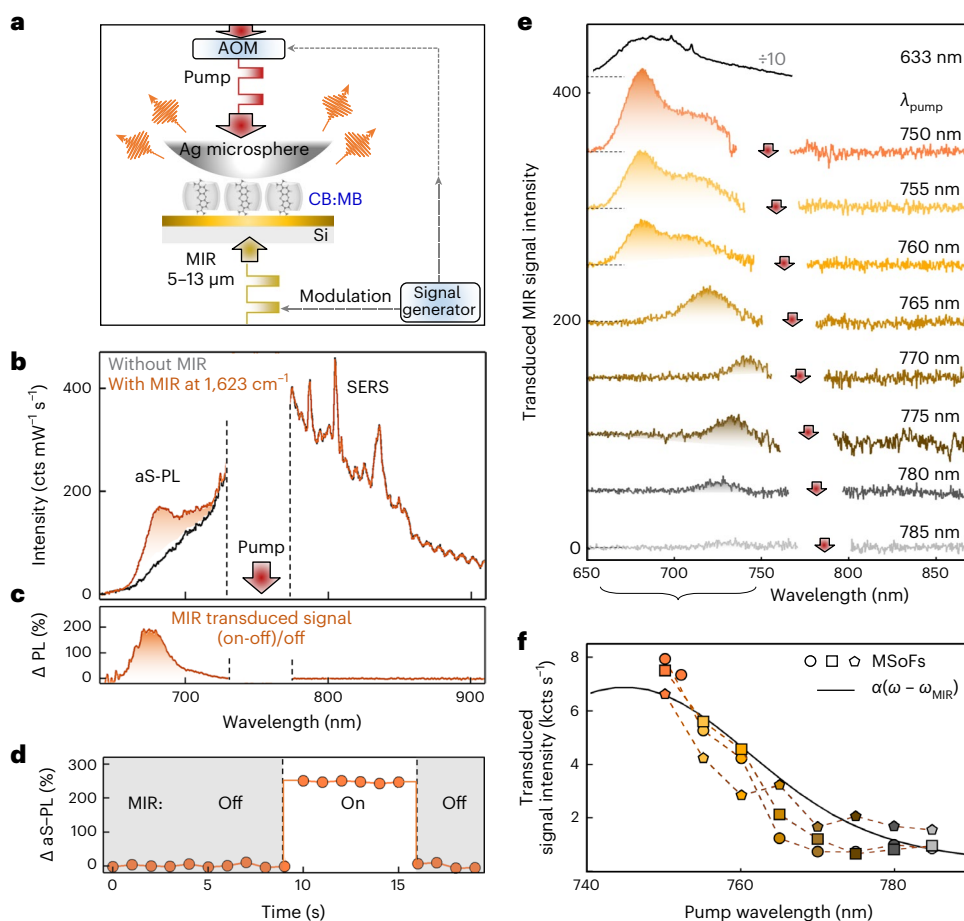 a
AOM
Pump
Ag microsphere
CB:MB
Si
MIR
5–13 µm
Modulation
Signal
generator
b
Without MIR
With MIR at 1,623 cm⁻¹
SERS
aS-PL
Pump
Intensity (cts mW⁻¹ s⁻¹)
400
200
0
c
MIR transduced signal
(on-off)/off
Δ PL (%)
200
100
0
700
800
900
Wavelength (nm)
d
Δ aS–PL (%)
300
200
100
0
MIR:
Off
On
Off
0
5
10
15
Time (s)
e
÷10
633 nm
λpump
750 nm
755 nm
760 nm
765 nm
770 nm
775 nm
780 nm
785 nm
Transduced MIR signal intensity
400
200
0
650
700
750
800
850
Wavelength (nm)
f
MSoFs
α(ω – ωMIR)
Transduced
signal intensity (kcts s⁻¹)
8
6
4
2
740
760
780
Pump wavelength (nm)